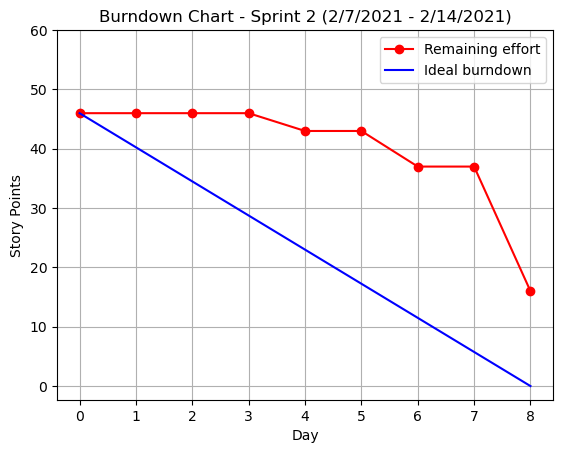 Burndown Chart - Sprint 2 (2/7/2021 - 2/14/2021)
Remaining effort
Ideal burndown
Story Points
60
50
40
30
20
10
0
0 1 2 3 4 5 6 7 8
Day